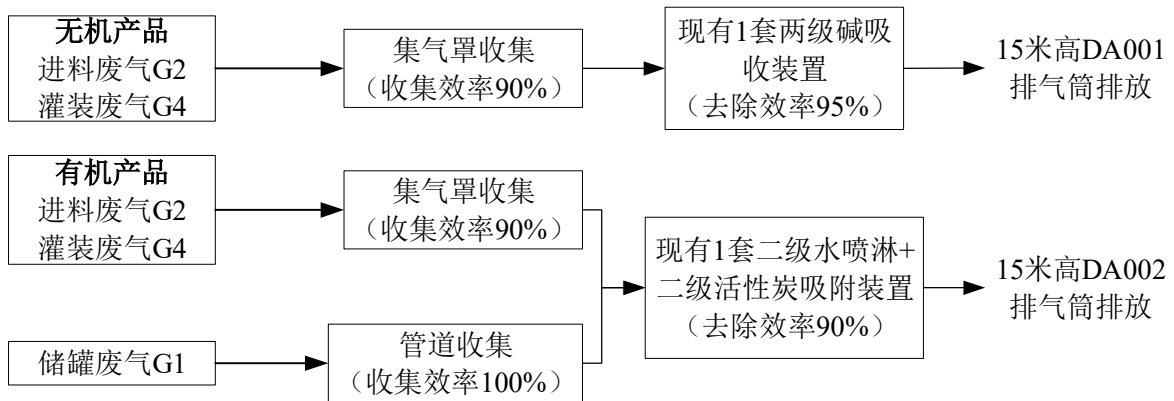 无机产品
进料废气G2
灌装废气G4
集气罩收集
（收集效率90%）
现有1套两级碱吸
收装置
（去除效率95%）
15米高DA001
排气筒排放
有机产品
进料废气G2
灌装废气G4
集气罩收集
（收集效率90%）
储罐废气G1
管道收集
（收集效率100%）
现有1套二级水喷淋+
二级活性炭吸附装置
（去除效率90%）
15米高DA002
排气筒排放